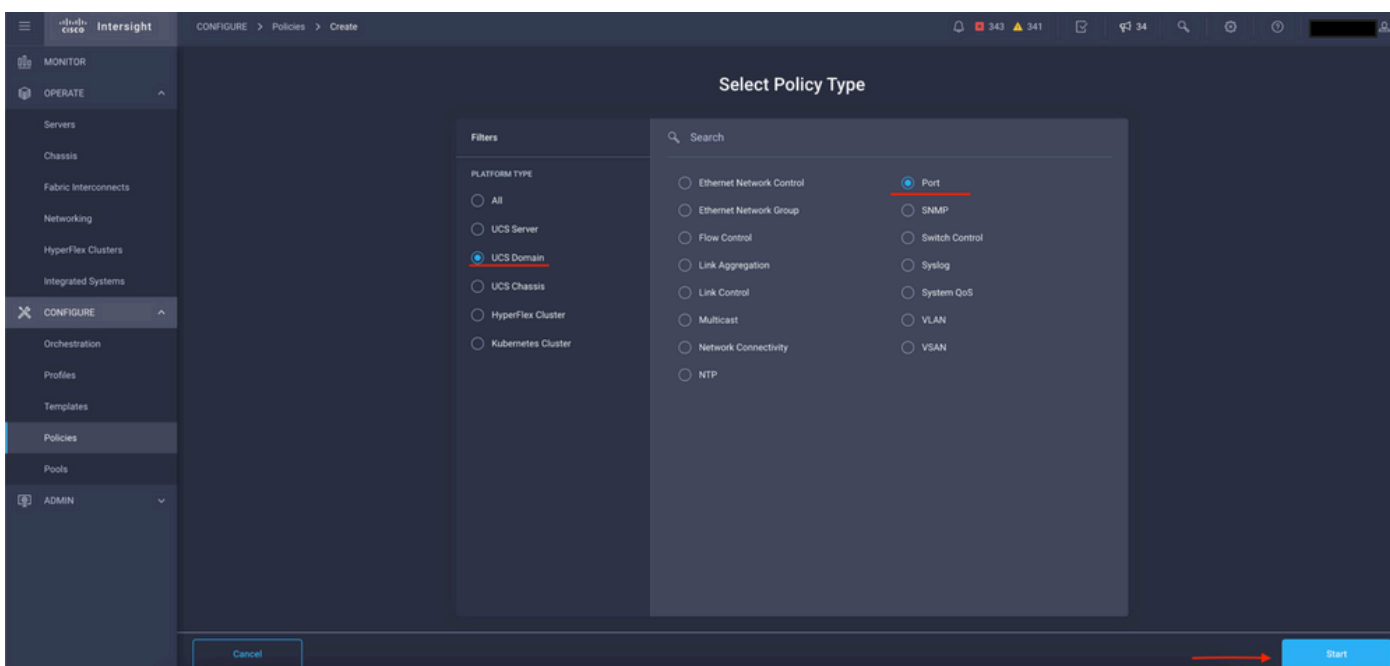 cisco Intersight
CONFIGURE > Policies > Create
343 341
34
MONITOR
OPERATE
Servers
Chassis
Fabric Interconnects
Networking
HyperFlex Clusters
Integrated Systems
CONFIGURE
Orchestration
Profiles
Templates
Policies
Pools
ADMIN
Select Policy Type
Filters
PLATFORM TYPE
All
UCS Server
UCS Domain
UCS Chassis
HyperFlex Cluster
Kubernetes Cluster
Search
Ethernet Network Control
Ethernet Network Group
Flow Control
Link Aggregation
Link Control
Multicast
Network Connectivity
NTP
Port
SNMP
Switch Control
Syslog
System QoS
VLAN
VSAN
Cancel
Start